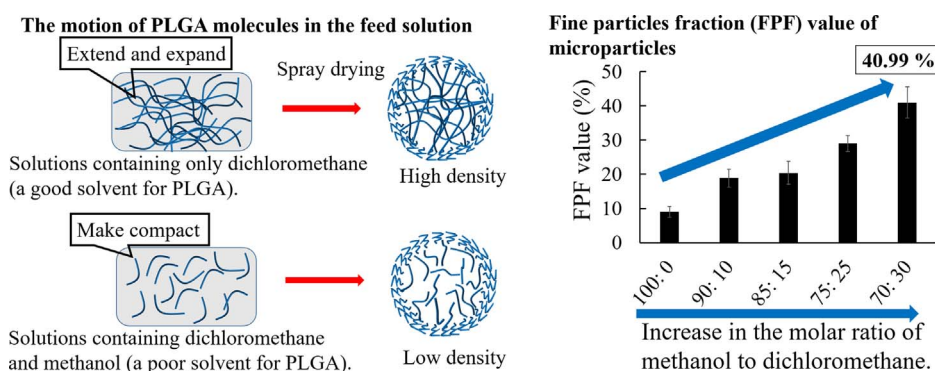 The motion of PLGA molecules in the feed solution
Extend and expand
Spray drying
Solutions containing only dichloromethane
(a good solvent for PLGA).
High density
Make compact
Solutions containing dichloromethane
and methanol (a poor solvent for PLGA).
Low density
Fine particles fraction (FPF) value of
microparticles
40.99 %
FPF value (%)
50
40
30
20
10
0
100: 0
90: 10
85: 15
75: 25
70: 30
Increase in the molar ratio of
methanol to dichloromethane.